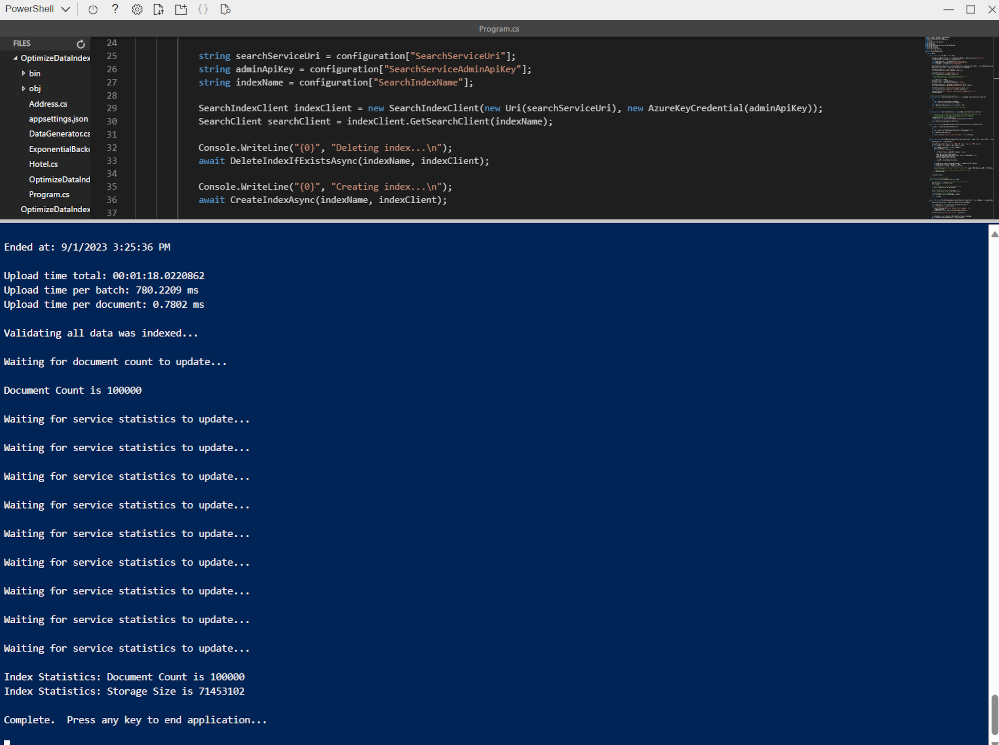 PowerShell
Program.cs
FILES
OptimizeDataIndex
bin
obj
Address.cs
appsettings.json
DataGenerator.cs
ExponentialBacko
Hotel.cs
OptimizeDataInd
Program.cs
OptimizeDataIndex
24
25 string searchServiceUri = configuration["SearchServiceUri"];
26 string adminApiKey = configuration["SearchServiceAdminApiKey"];
27 string indexName = configuration["SearchIndexName"];
28
29 SearchIndexClient indexClient = new SearchIndexClient(new Uri(searchServiceUri), new AzureKeyCredential(adminApiKey));
30 SearchClient searchClient = indexClient.GetSearchClient(indexName);
31
32 Console.WriteLine("{0}", "Deleting index...\n");
33 await DeleteIndexIfExistsAsync(indexName, indexClient);
34
35 Console.WriteLine("{0}", "Creating index...\n");
36 await CreateIndexAsync(indexName, indexClient);
37
Ended at: 9/1/2023 3:25:36 PM
Upload time total: 00:01:18.0220862
Upload time per batch: 780.2209 ms
Upload time per document: 0.7802 ms
Validating all data was indexed...
Waiting for document count to update...
Document Count is 100000
Waiting for service statistics to update...
Waiting for service statistics to update...
Waiting for service statistics to update...
Waiting for service statistics to update...
Waiting for service statistics to update...
Waiting for service statistics to update...
Waiting for service statistics to update...
Waiting for service statistics to update...
Waiting for service statistics to update...
Index Statistics: Document Count is 100000
Index Statistics: Storage Size is 71453102
Complete.  Press any key to end application...